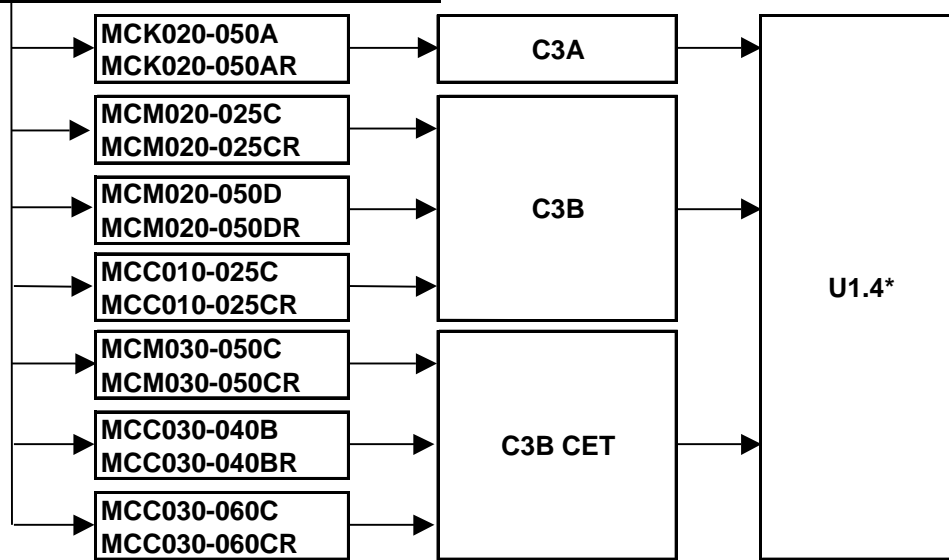 MCK020-050A
MCK020-050AR
C3A
MCM020-025C
MCM020-025CR
MCM020-050D
MCM020-050DR
C3B
MCC010-025C
MCC010-025CR
U1.4*
MCM030-050C
MCM030-050CR
MCC030-040B
MCC030-040BR
C3B CET
MCC030-060C
MCC030-060CR